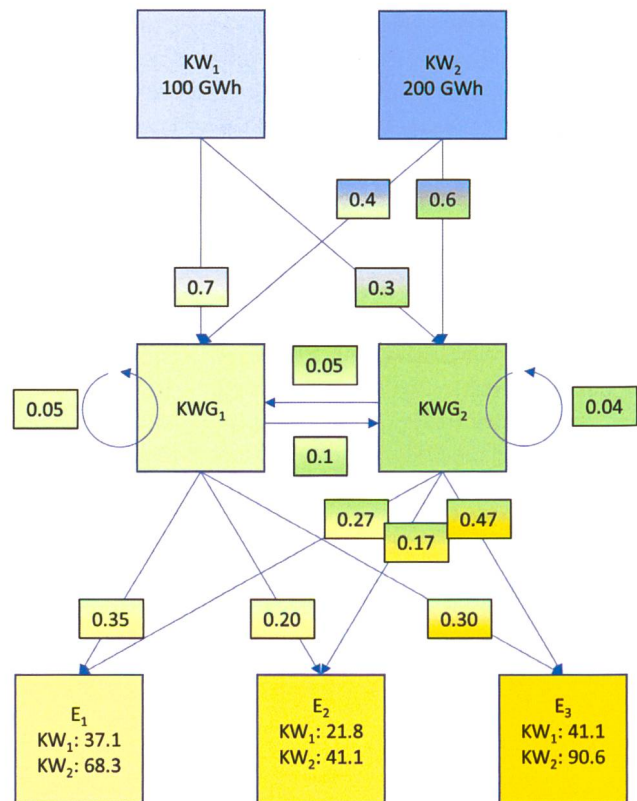 KW₁
100 GWh
KW₂
200 GWh
0.4
0.6
0.7
0.3
0.05
0.05
KWG₁
KWG₂
0.04
0.1
0.27
0.17
0.47
0.35
0.20
0.30
E₁
KW₁: 37.1
KW₂: 68.3
E₂
KW₁: 21.8
KW₂: 41.1
E₃
KW₁: 41.1
KW₂: 90.6